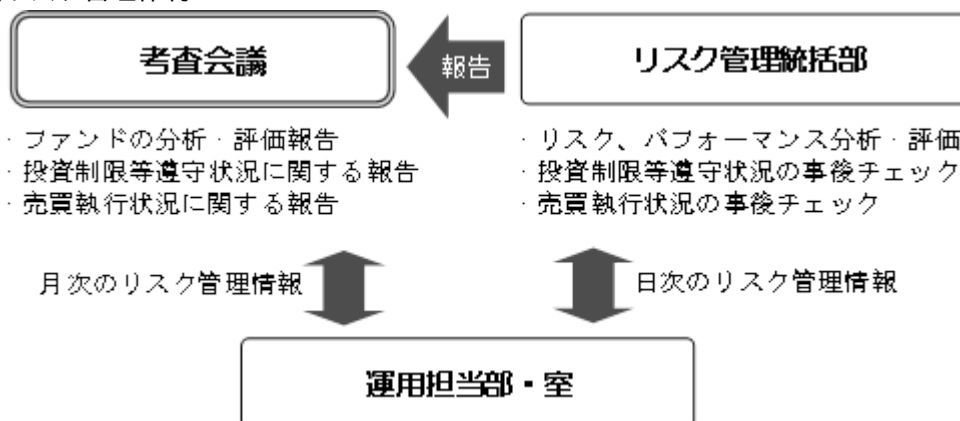 考査会議
報告
リスク管理統括部
・ファンドの分析・評価報告
・投資制限等遵守状況に関する報告
・売買執行状況に関する報告
・リスク、パフォーマンス分析・評価
・投資制限等遵守状況の事後チェック
・売買執行状況の事後チェック
月次のリスク管理情報
日次のリスク管理情報
運用担当部・室